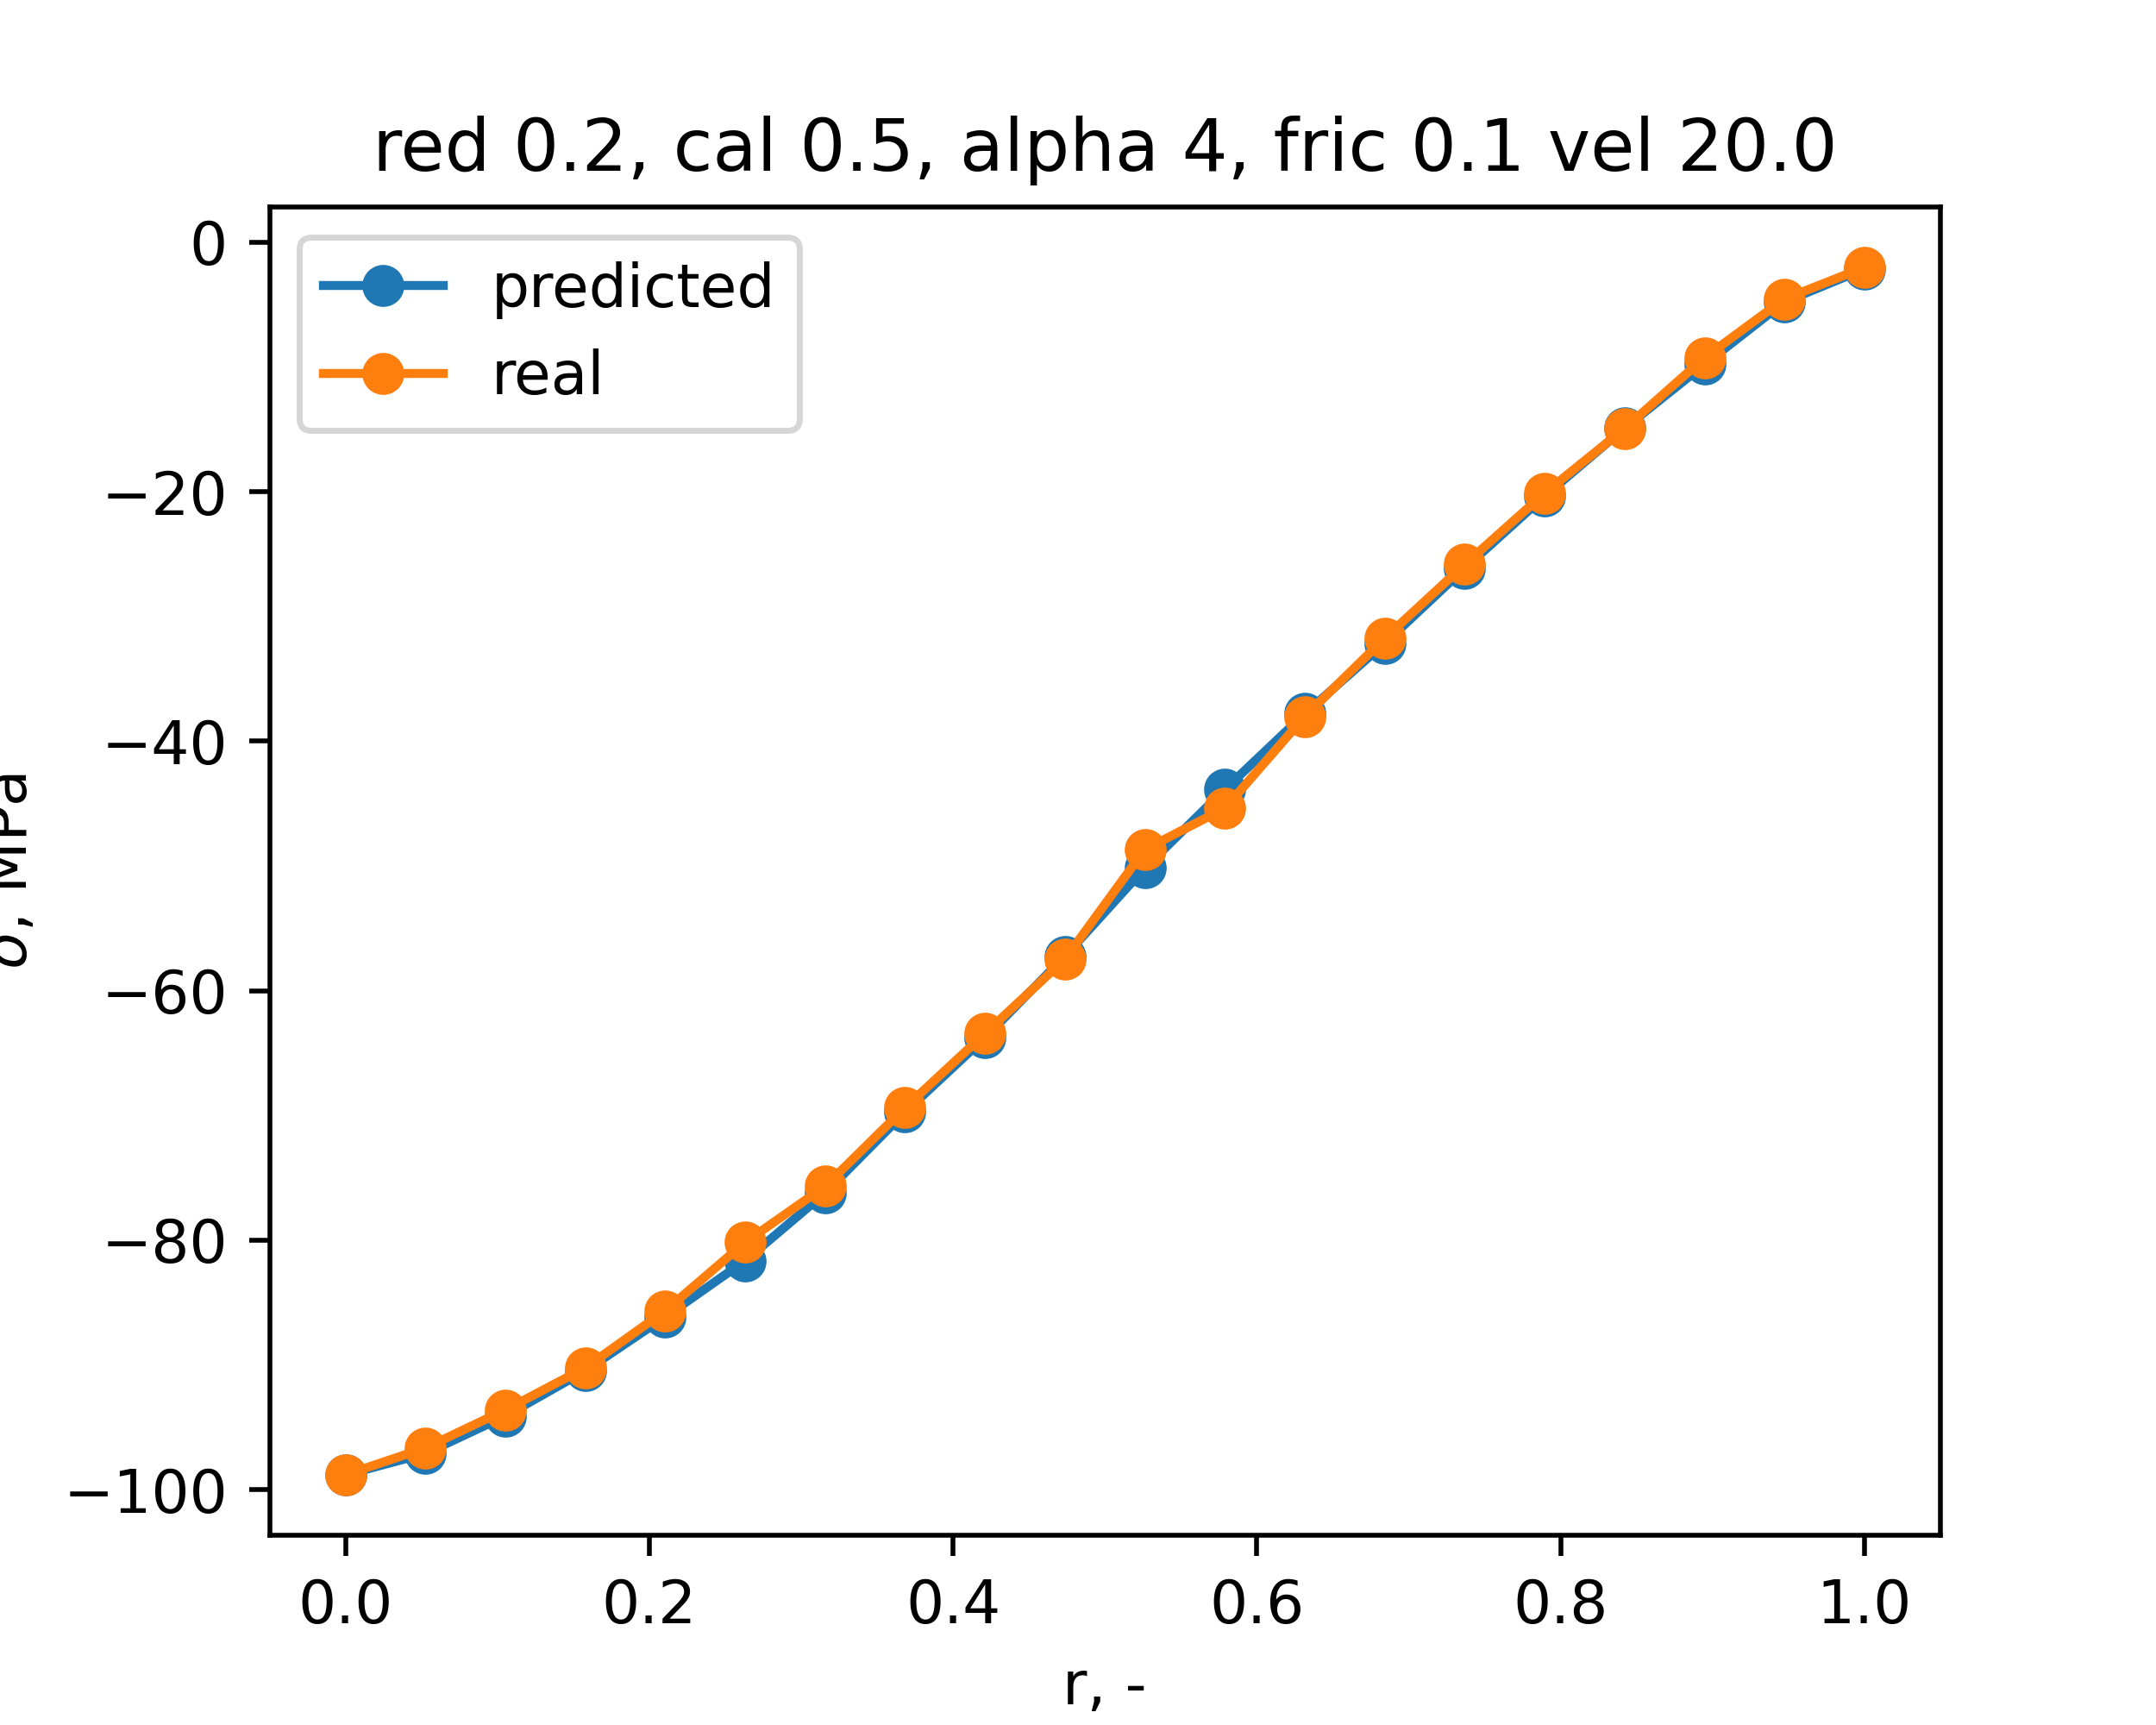 red 0.2, cal 0.5, alpha 4, fric 0.1 vel 20.0
predicted
real
0
−20
−40
−60
−80
−100
, MPa
0.0 0.2 0.4 0.6 0.8 1.0
r, -